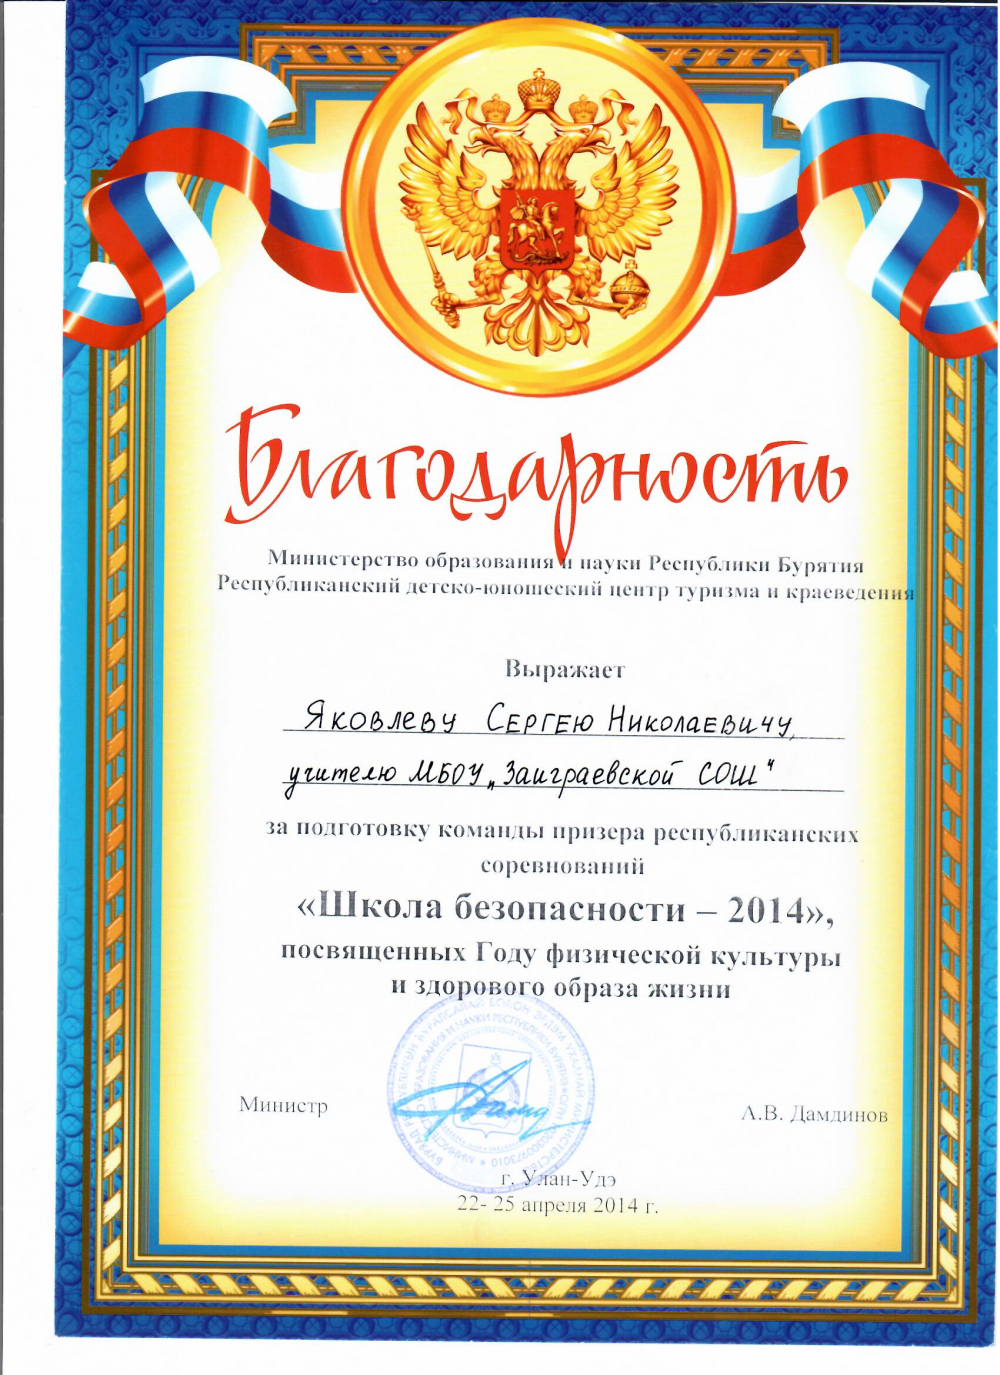 Благодарность
Министерство образования и науки Республики Бурятия
Республиканский детско-юношеский центр туризма и краеведения
Выражает
Яковлеву Сергею Николаевичу,
учителю МБОУ „Заиграевской СОШ"
за подготовку команды призера республиканских
соревнований
«Школа безопасности – 2014»,
посвященных Году физической культуры
и здорового образа жизни
Министр
А.В. Дамдинов
г. Улан-Удэ
22- 25 апреля 2014 г.